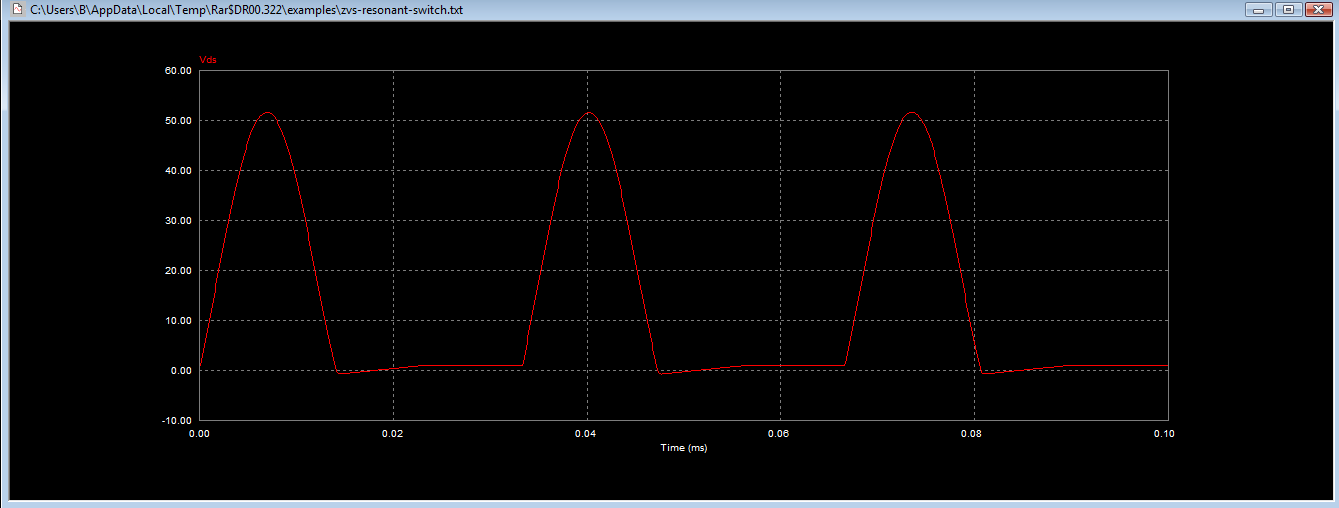 C:\Users\B\AppData\Local\Temp\Rar$DR00.322\examples\zvs-resonant-switch.txt
Vds
60.00
50.00
40.00
30.00
20.00
10.00
0.00
-10.00
0.00 0.02 0.04 0.06 0.08 0.10
Time (ms)